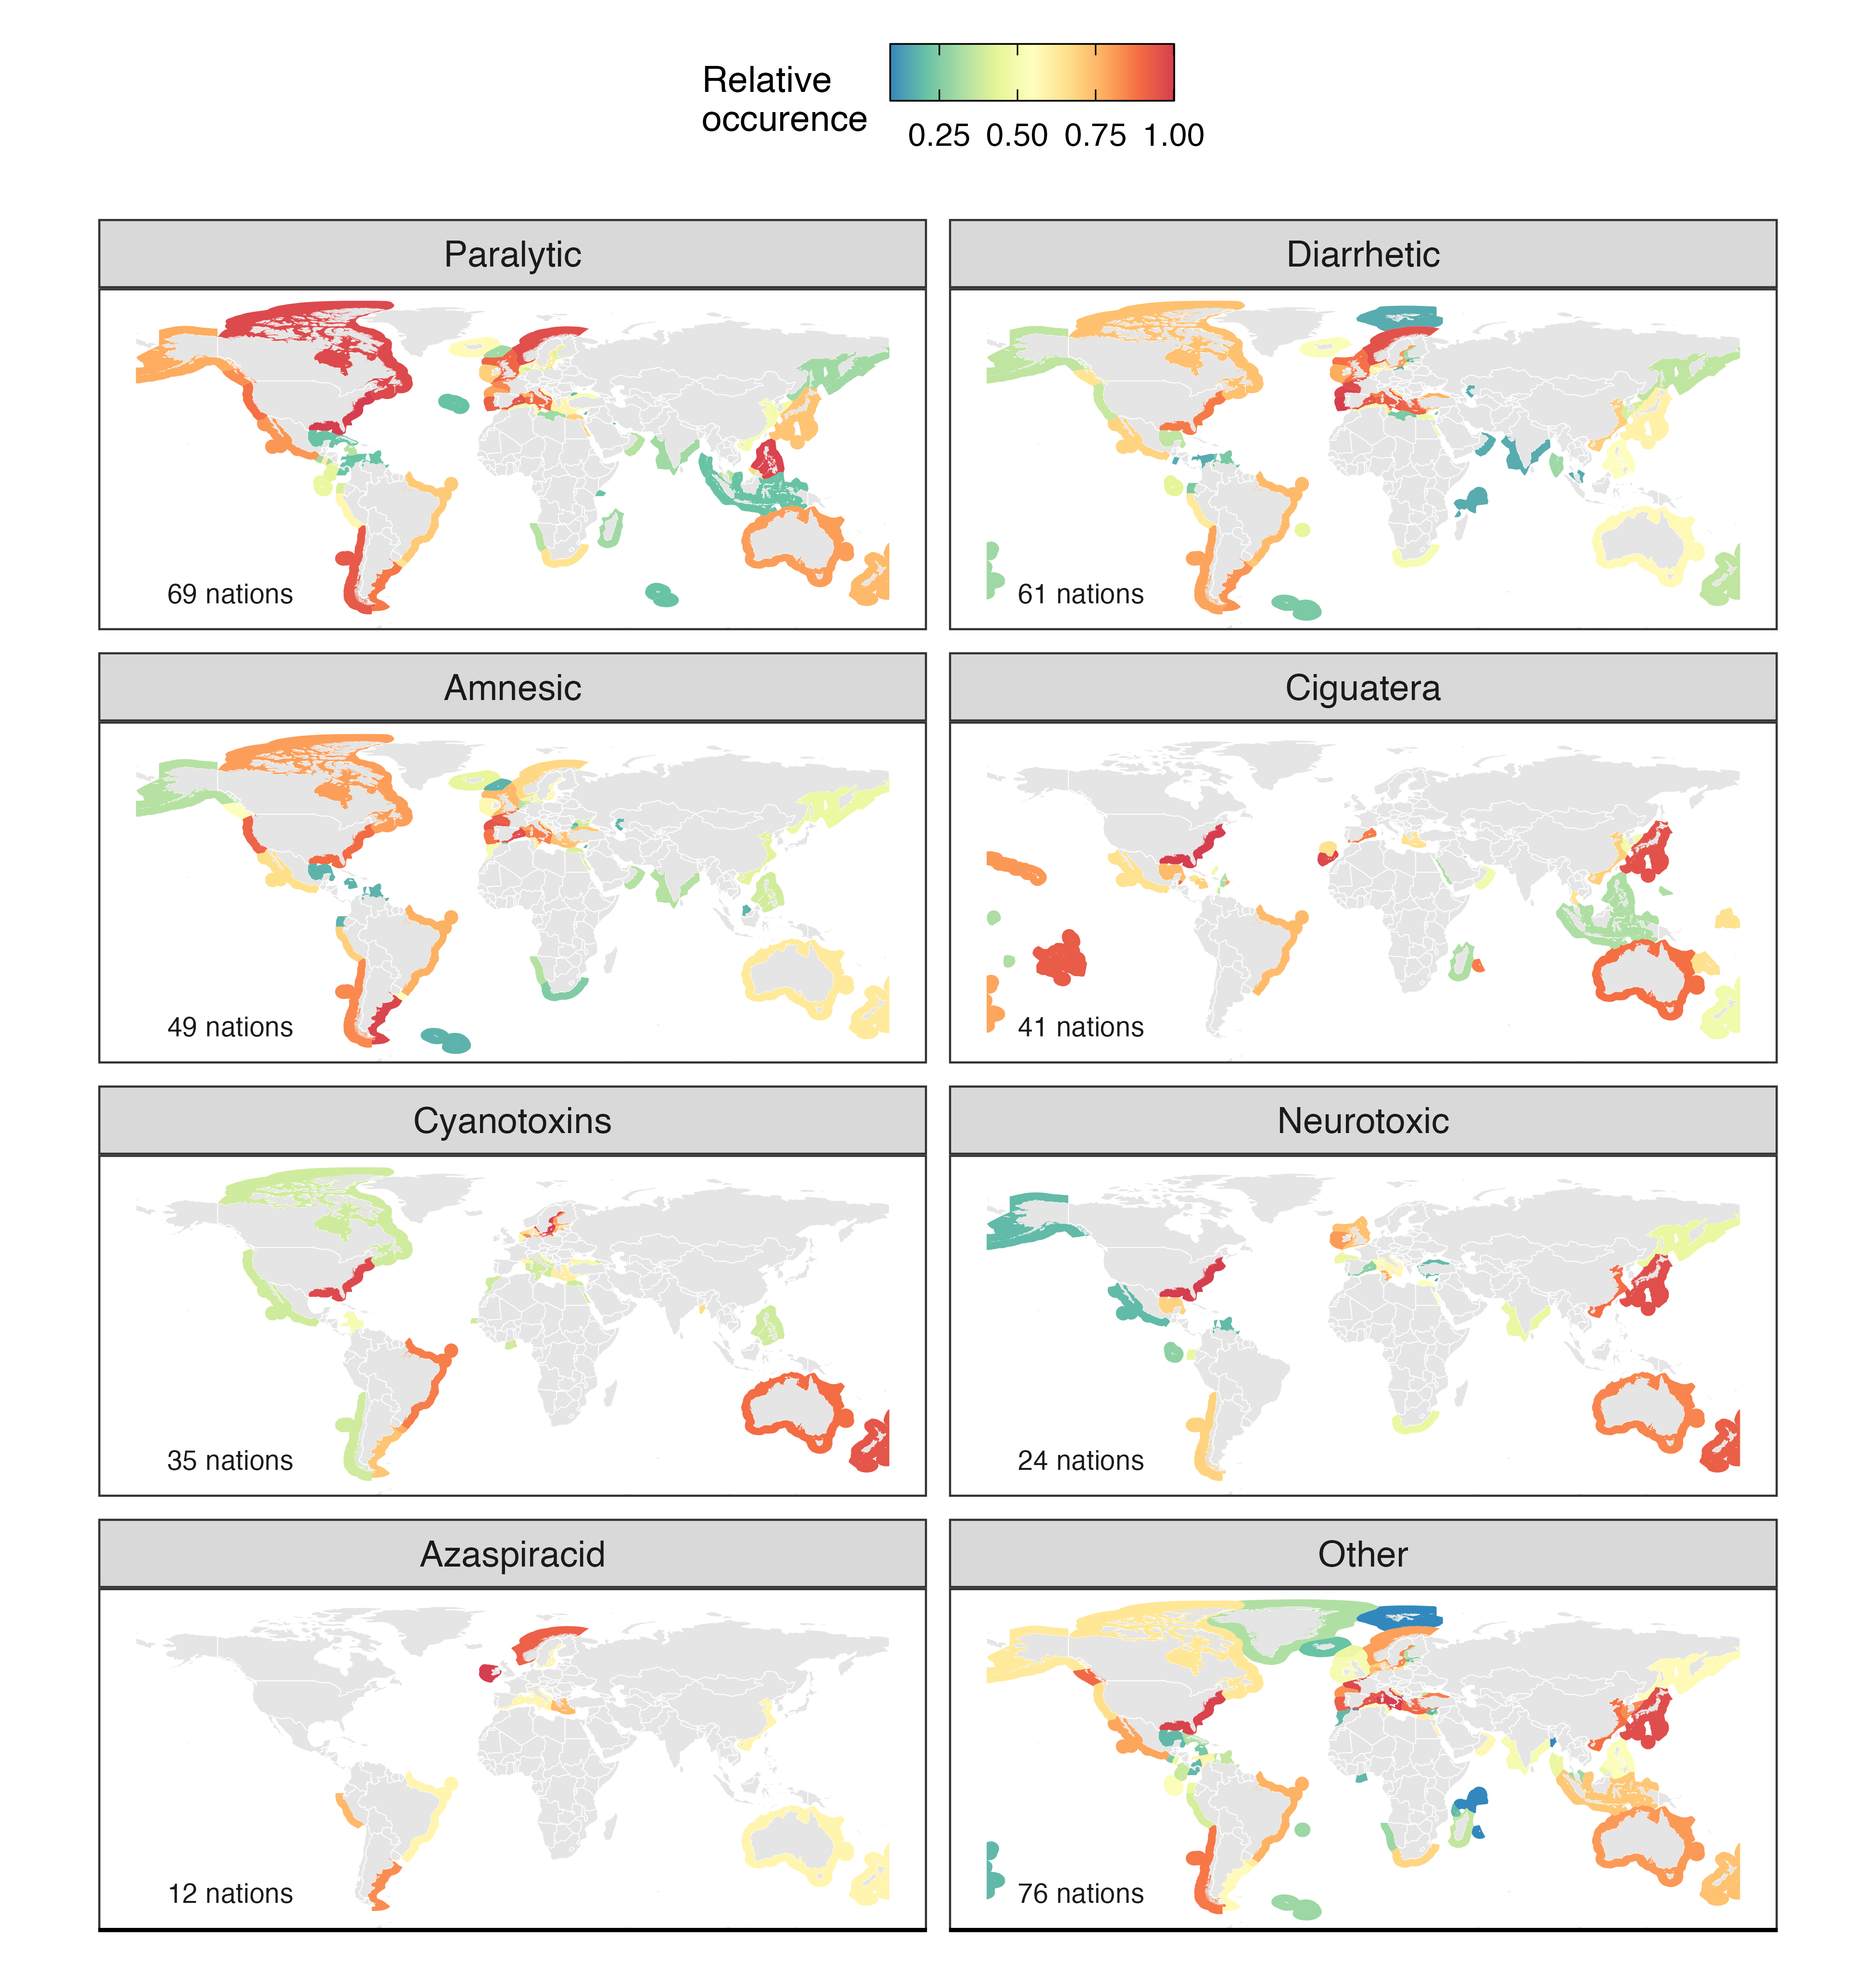 Relative
occurence
0.25 0.50 0.75 1.00
Paralytic
Diarrhetic
69 nations
61 nations
Amnesic
Ciguatera
49 nations
41 nations
Cyanotoxins
Neurotoxic
35 nations
24 nations
Azaspiracid
Other
12 nations
76 nations